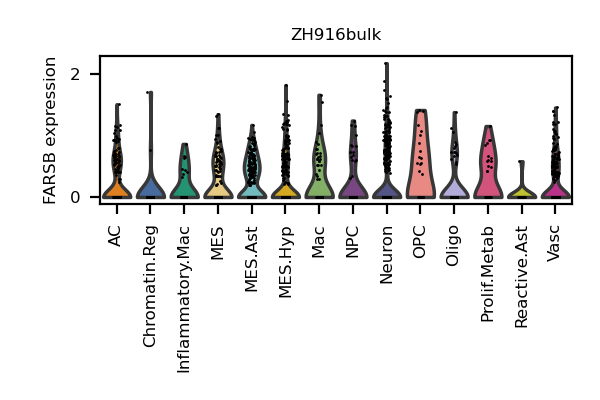 ZH916bulk
FARSB expression
2
0
AC
Chromatin.Reg
Inflammatory.Mac
MES
MES.Ast
MES.Hyp
Mac
NPC
Neuron
OPC
Oligo
Prolif.Metab
Reactive.Ast
Vasc